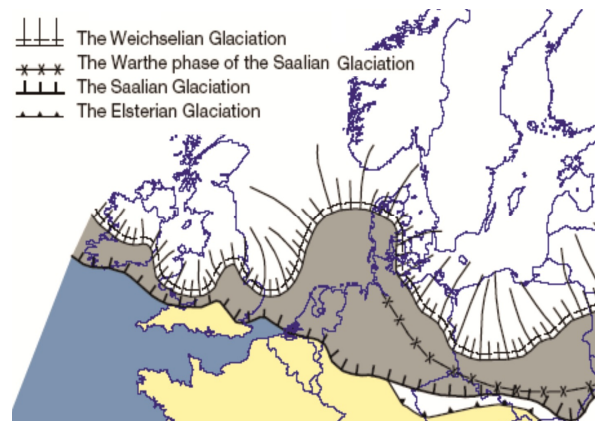 The Weichselian Glaciation
The Warthe phase of the Saalian Glaciation
The Saalian Glaciation
The Elsterian Glaciation